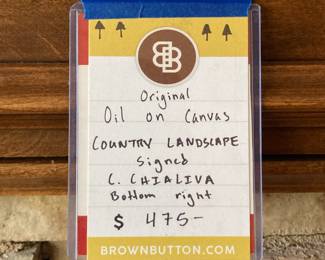 BB
Original
Oil on Canvas
COUNTRY LANDSCAPE
Signed
C. CHIALIVA
Bottom right
$ 475-
BROWNBUTTON.COM